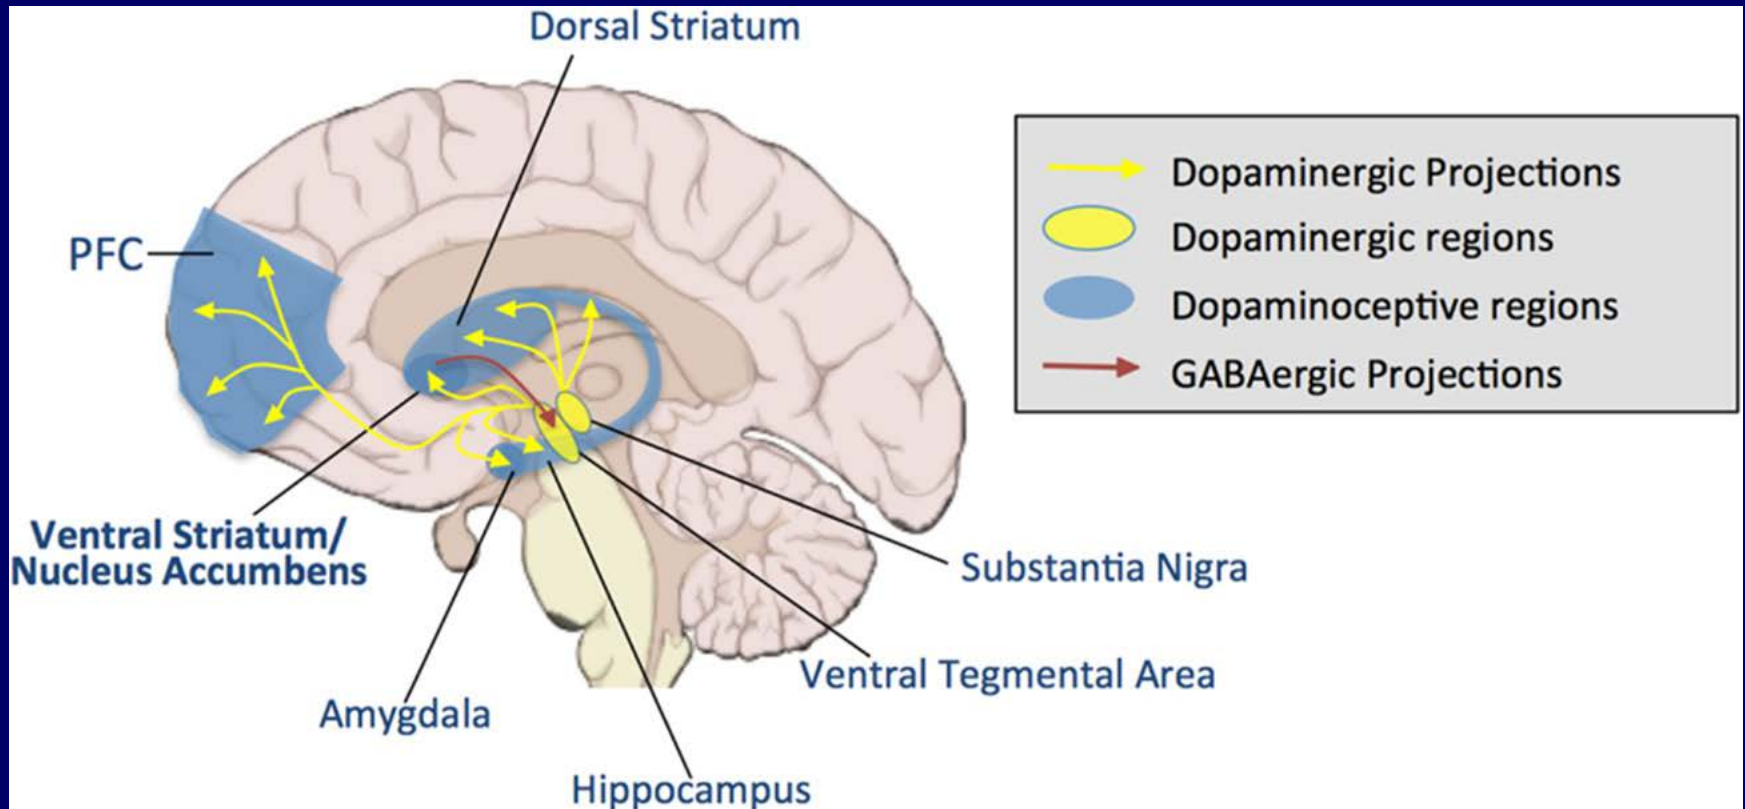 Dorsal Striatum
PFC
Dopaminergic Projections
Dopaminergic regions
Dopaminoceptive regions
GABAergic Projections
Ventral Striatum/
Nucleus Accumbens
Substantia Nigra
Ventral Tegmental Area
Amygdala
Hippocampus